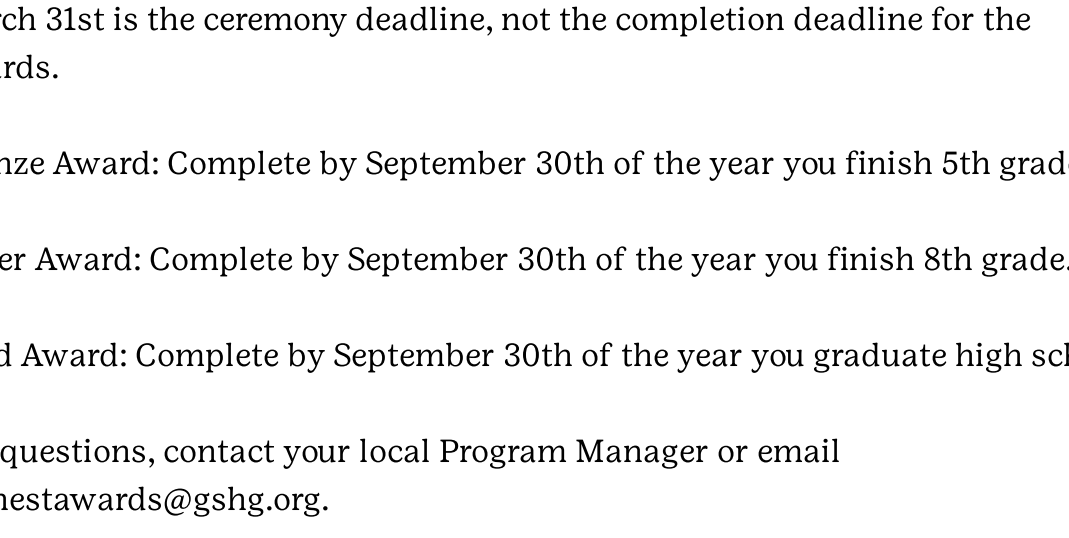 rch 31st is the ceremony deadline, not the completion deadline for the
rds.
nze Award: Complete by September 30th of the year you finish 5th grad
er Award: Complete by September 30th of the year you finish 8th grade.
d Award: Complete by September 30th of the year you graduate high sch
questions, contact your local Program Manager or email
hestawards@gshg.org.